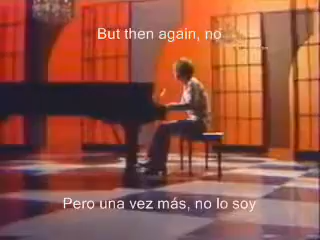 But then again, no
Pero una vez más, no lo soy